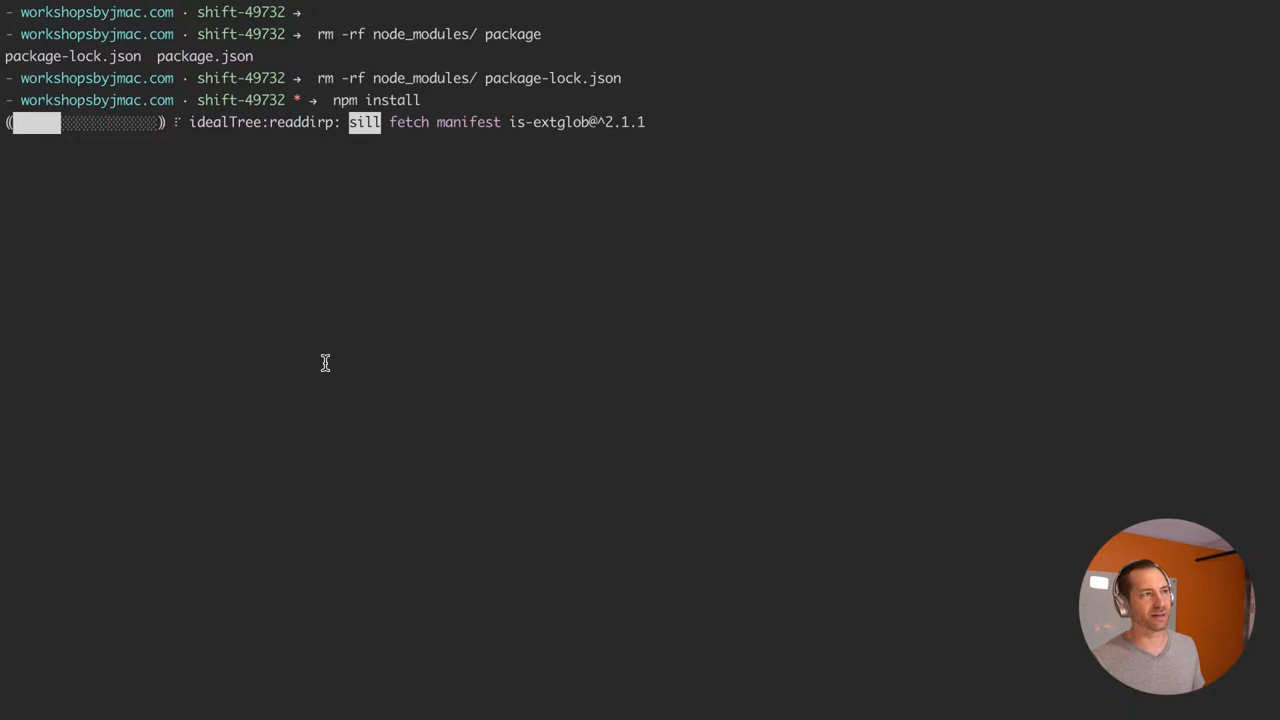 - workshopsbyjmac.com · shift-49732 →
- workshopsbyjmac.com · shift-49732 → rm -rf node_modules/ package
package-lock.json package.json
- workshopsbyjmac.com · shift-49732 → rm -rf node_modules/ package-lock.json
- workshopsbyjmac.com · shift-49732 * → npm install
(██████░░░░░░░░░░░░) ⠏ idealTree:readdirp: sill fetch manifest is-extglob@^2.1.1